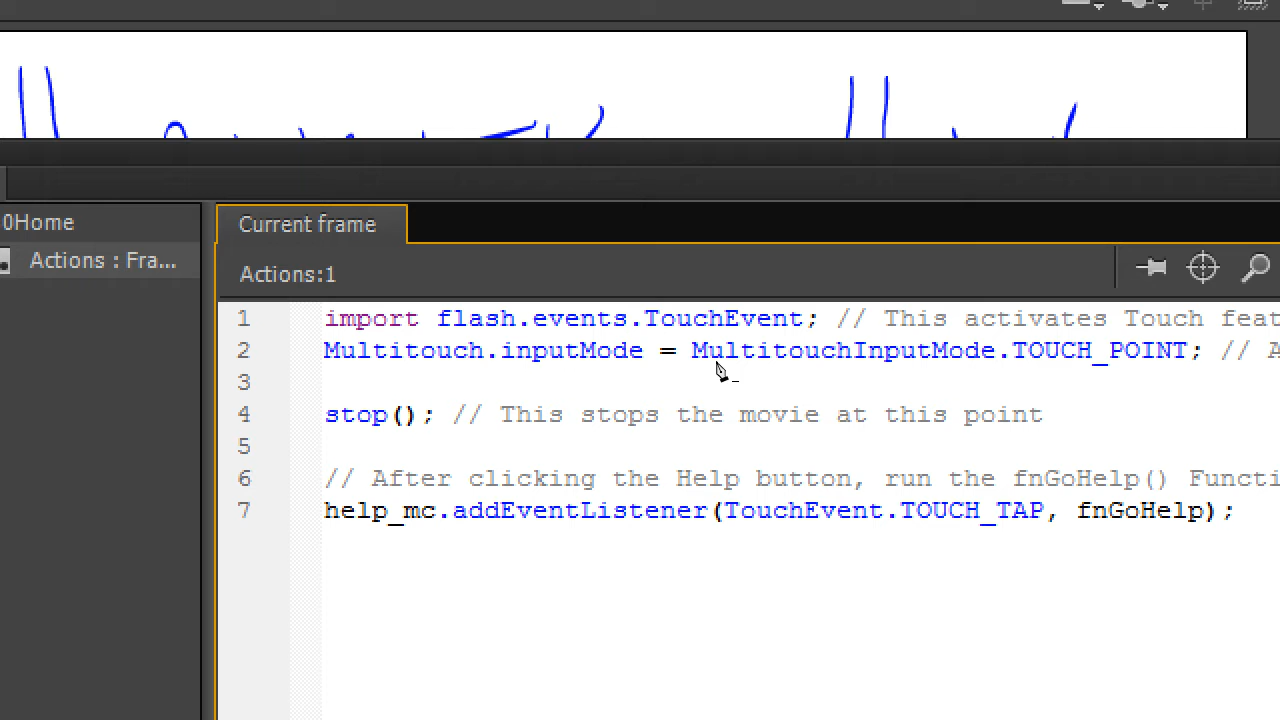 0Home
Actions : Fra...
Current frame
Actions:1
1 import flash.events.TouchEvent; // This activates Touch feat
2 Multitouch.inputMode = MultitouchInputMode.TOUCH_POINT; // A
3
4 stop(); // This stops the movie at this point
5
6 // After clicking the Help button, run the fnGoHelp() Functi
7 help_mc.addEventListener(TouchEvent.TOUCH_TAP, fnGoHelp);